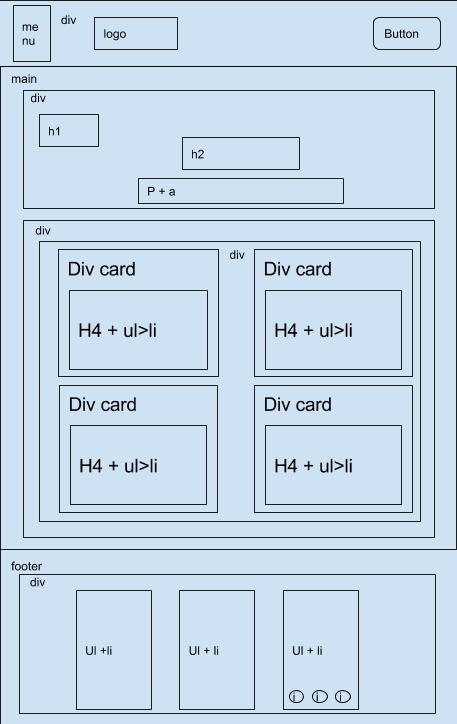 me
nu
div
logo
Button
main
div
h1
h2
P + a
div
div
Div card
H4 + ul>li
Div card
H4 + ul>li
Div card
H4 + ul>li
Div card
H4 + ul>li
footer
div
Ul +li
Ul + li
Ul + li
i i i